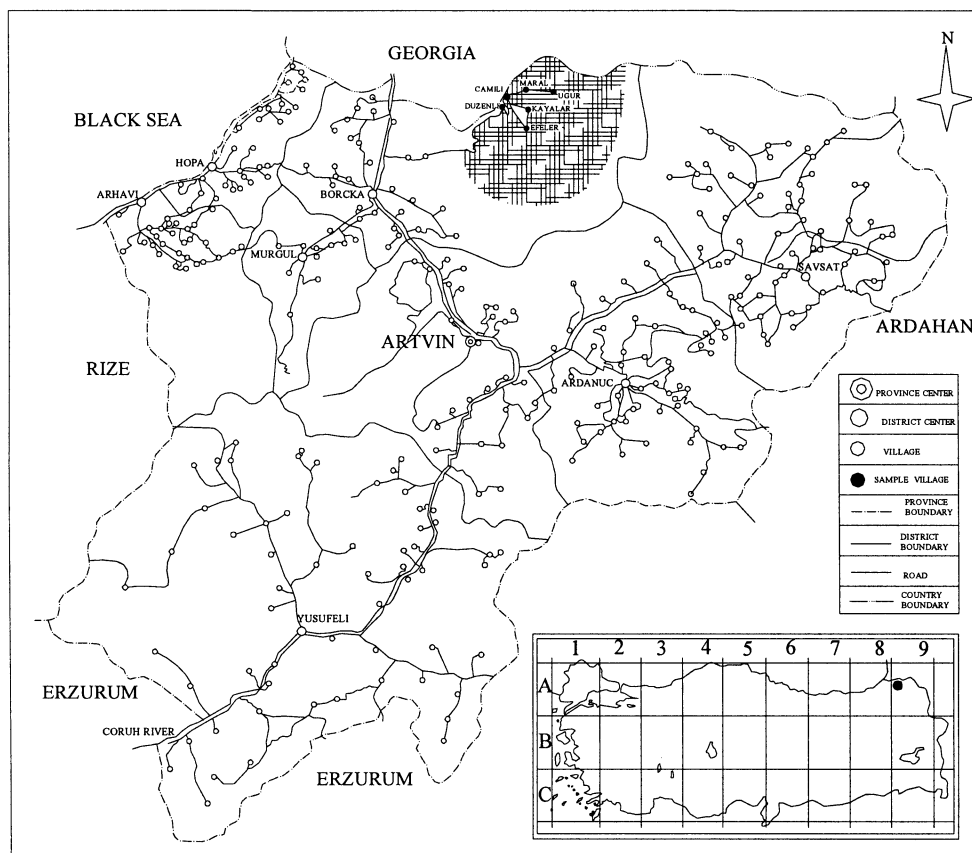 GEORGIA
N
MARAL
CAMILI
UGUR
DUZENLI
KAYALAR
EFELER
BLACK SEA
HOPA
ARHAVI
BORCKA
MURGUL
SAVSAT
ARDAHAN
ARTVIN
RIZE
ARDANUC
PROVINCE CENTER
DISTRICT CENTER
VILLAGE
SAMPLE VILLAGE
PROVINCE
BOUNDARY
DISTRICT
BOUNDARY
ROAD
COUNTRY
BOUNDARY
YUSUFELI
ERZURUM
CORUH RIVER
ERZURUM
1 2 3 4 5 6 7 8 9
A
B
C